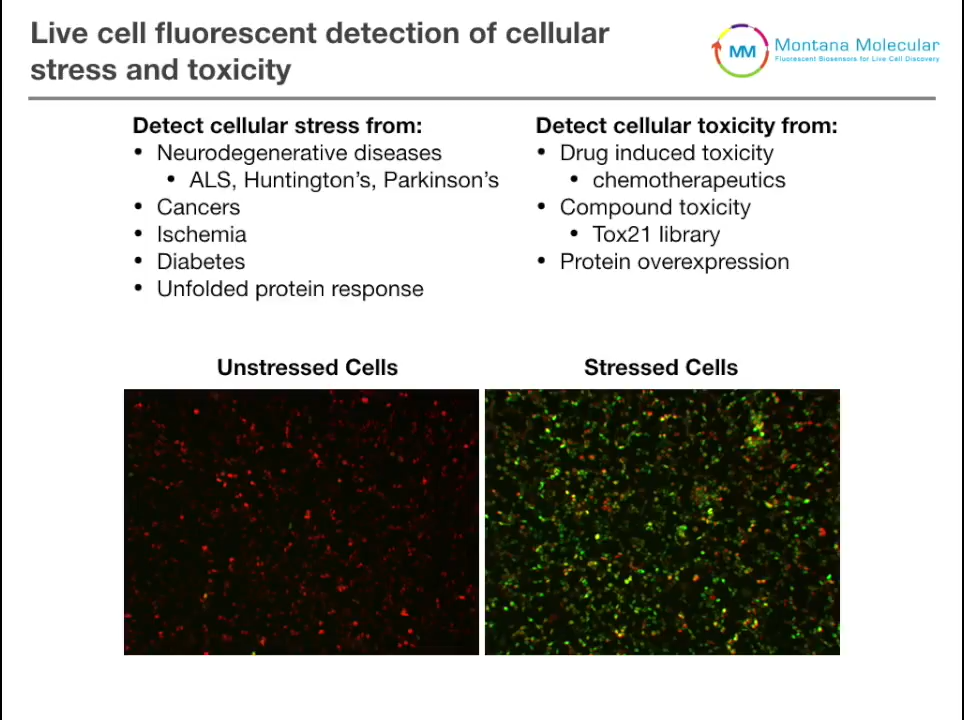 Live cell fluorescent detection of cellular
stress and toxicity
MM
Montana Molecular
Fluorescent Biosensors for Live Cell Discovery
Detect cellular stress from:
• Neurodegenerative diseases
• ALS, Huntington's, Parkinson's
• Cancers
• Ischemia
• Diabetes
• Unfolded protein response
Detect cellular toxicity from:
• Drug induced toxicity
• chemotherapeutics
• Compound toxicity
• Tox21 library
• Protein overexpression
Unstressed Cells
Stressed Cells